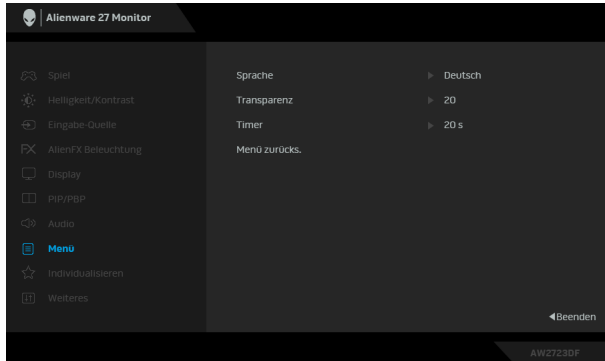 Alienware 27 Monitor
Spiel
Helligkeit/Kontrast
Eingabe-Quelle
AlienFX Beleuchtung
Display
PIP/PBP
Audio
Menü
Individualisieren
Weiteres
Sprache Deutsch
Transparenz 20
Timer 20 s
Menü zurücks.
Beenden
AW2723DF